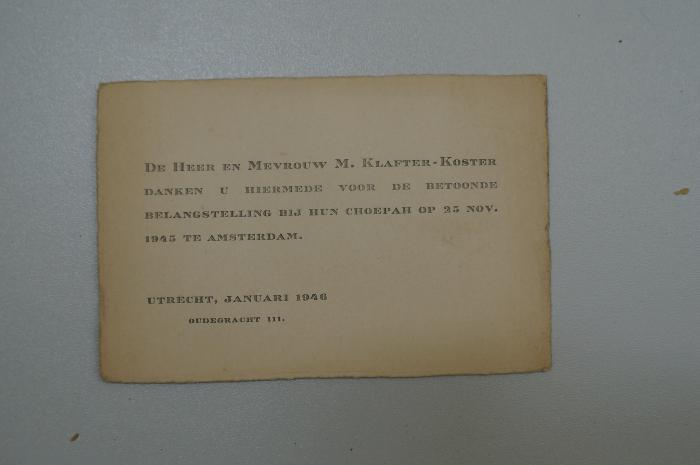 De Heer en Mevrouw M. Klafter-Koster
danken u hiermede voor de betoonde
belangstelling bij hun choepah op 25 Nov.
1945 te Amsterdam.
Utrecht, Januari 1946
Oudegracht 111.